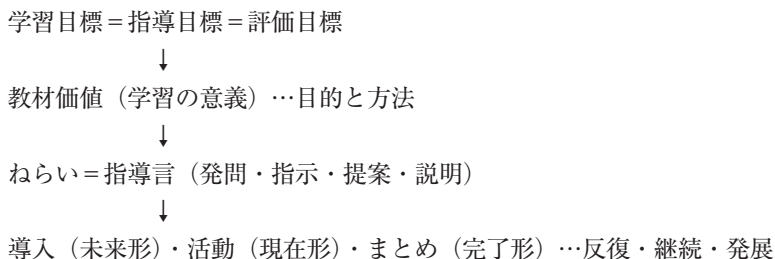 学習目標＝指導目標＝評価目標
↓
教材価値（学習の意義）…目的と方法
↓
ねらい＝指導言（発問・指示・提案・説明）
↓
導入（未来形）・活動（現在形）・まとめ（完了形）…反復・継続・発展